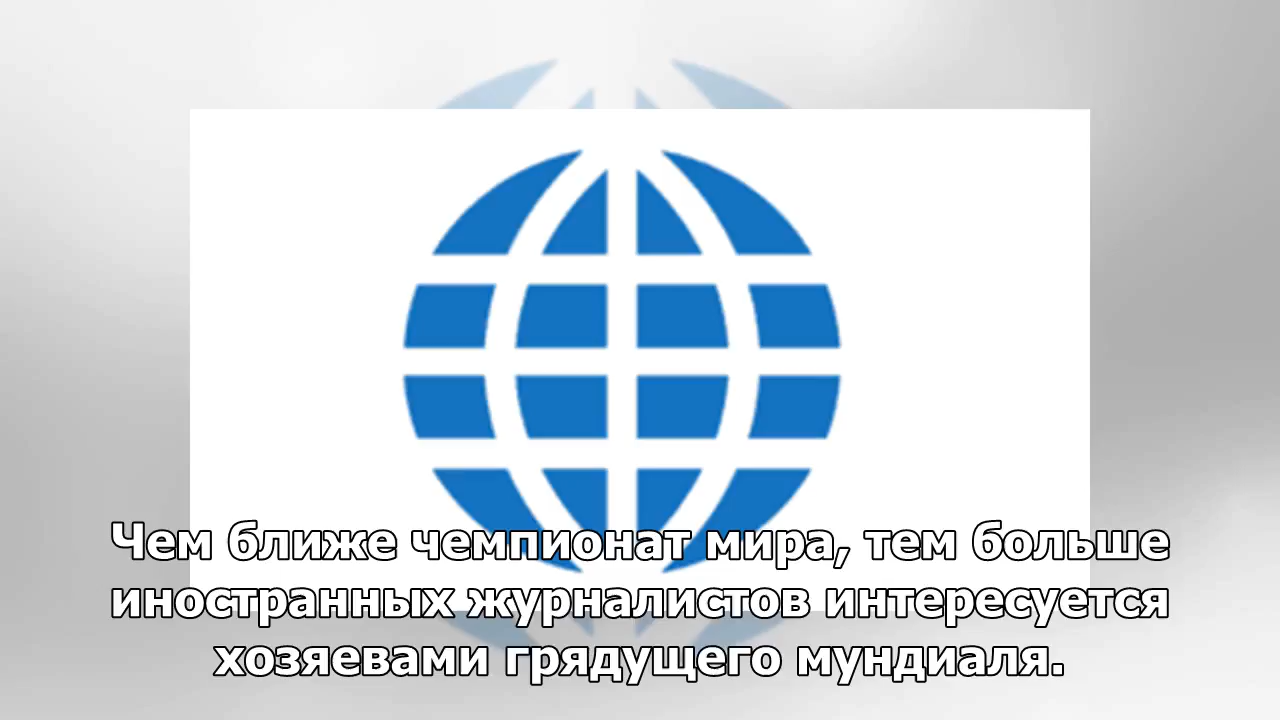 Чем ближе чемпионат мира, тем больше
иностранных журналистов интересуется
хозяевами грядущего мундиаля.